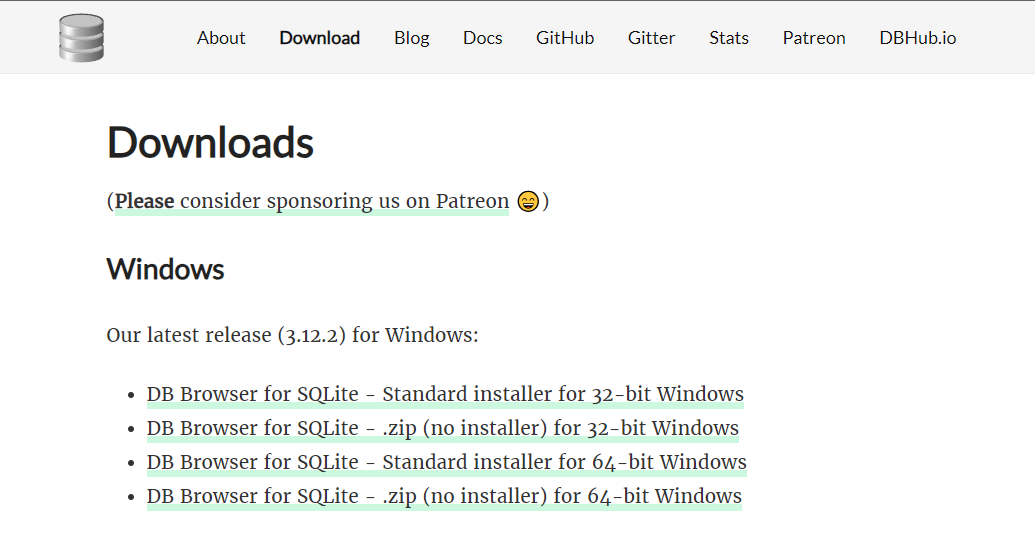 About Download Blog Docs GitHub Gitter Stats Patreon DBHub.io
Downloads
(Please consider sponsoring us on Patreon 😄)
Windows
Our latest release (3.12.2) for Windows:
• DB Browser for SQLite - Standard installer for 32-bit Windows
• DB Browser for SQLite - .zip (no installer) for 32-bit Windows
• DB Browser for SQLite - Standard installer for 64-bit Windows
• DB Browser for SQLite - .zip (no installer) for 64-bit Windows